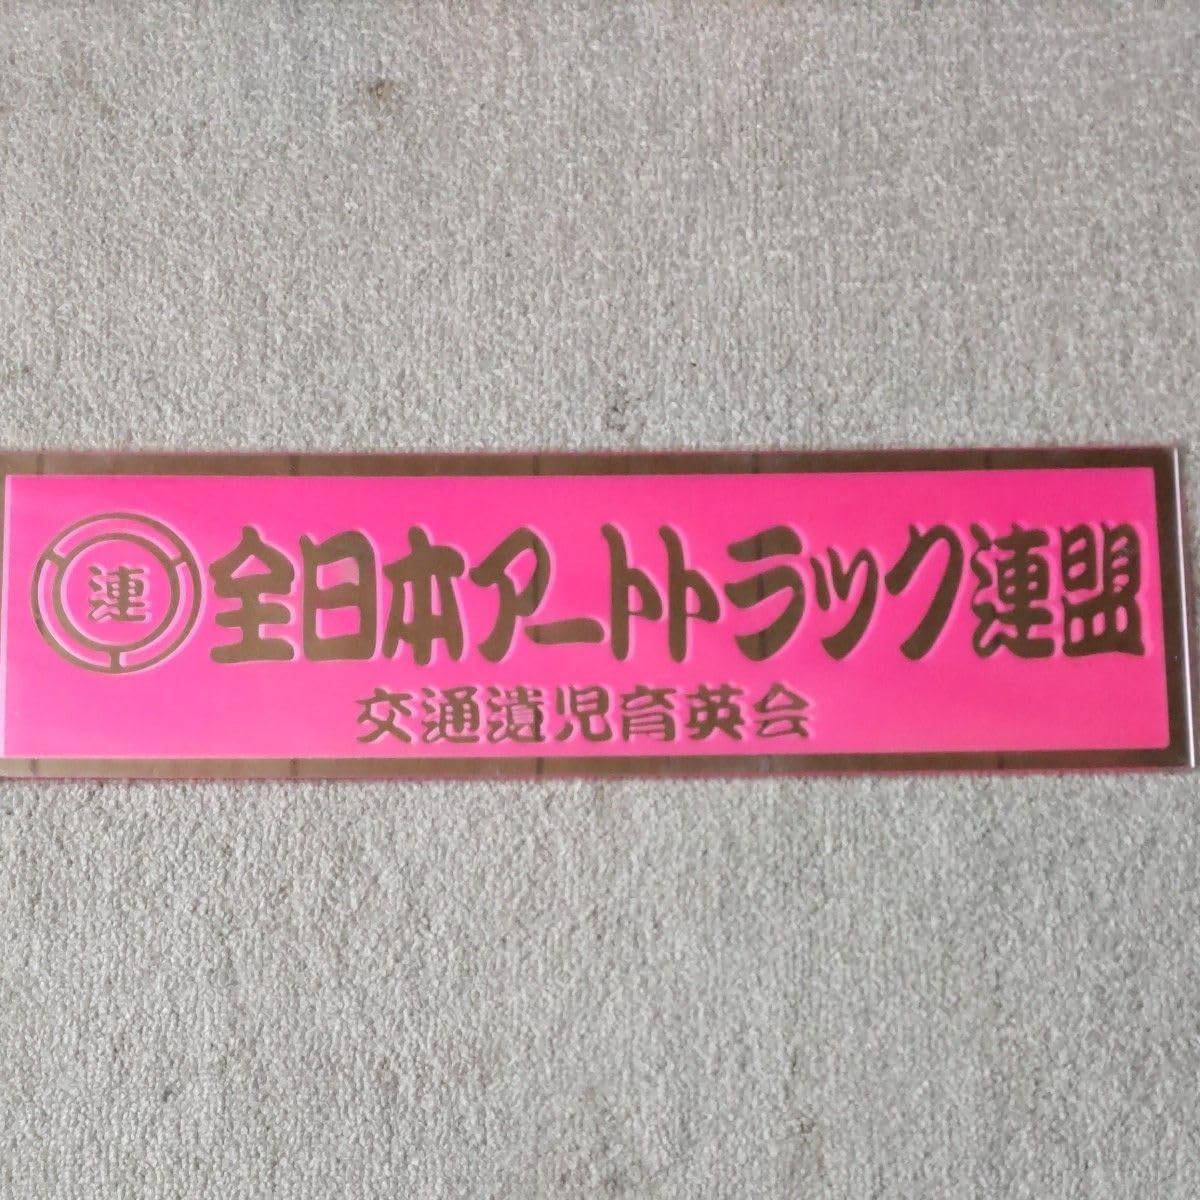 連 全日本アートトラック連盟
交通遺児育英会